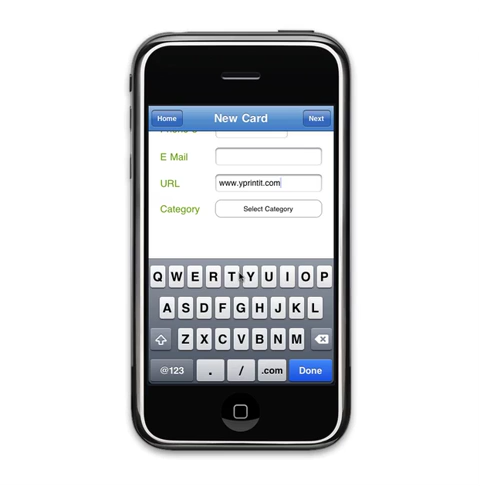 Home New Card Next
E Mail
URL www.yprintit.com
Category Select Category
Q W E R T Y U I O P
A S D F G H J K L
Z X C V B N M
@123 . / .com Done